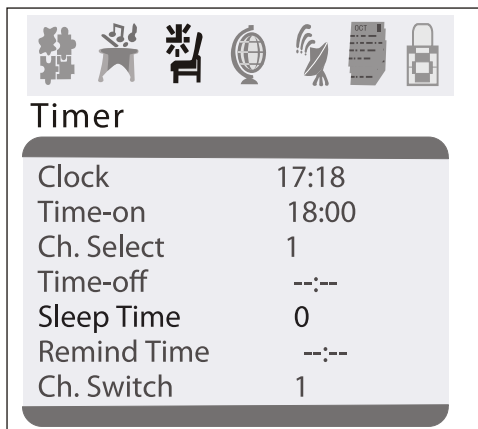 OCT
Timer
Clock 17:18
Time-on 18:00
Ch. Select 1
Time-off --:--
Sleep Time 0
Remind Time --:--
Ch. Switch 1